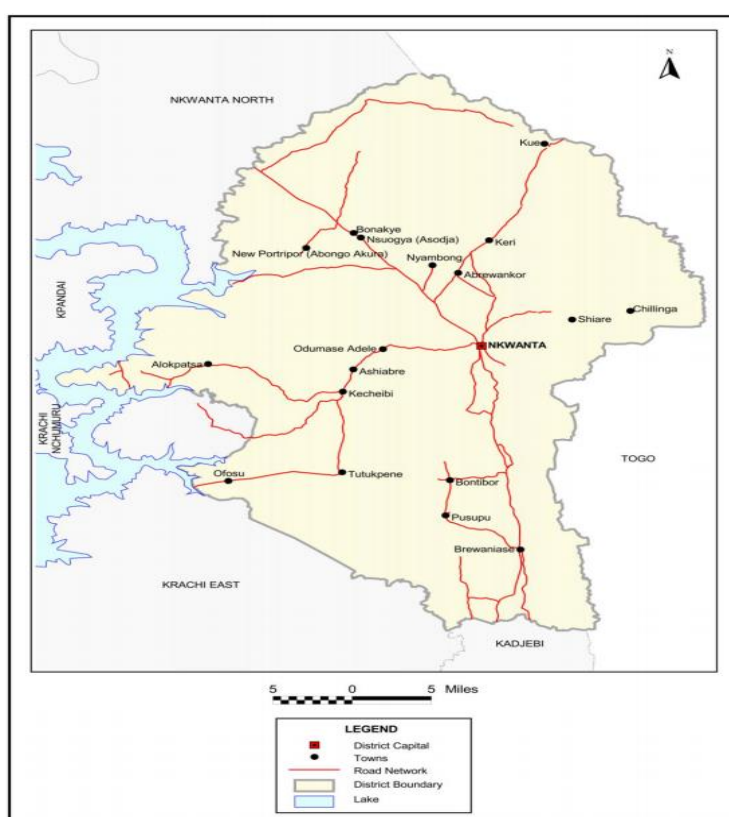 N
NKWANTA NORTH
Kue
Bonakye
Nsuogya (Asodja)
Keri
New Portripor (Abongo Akura)
Nyambong
Abrewankor
KPANDAI
Chillinga
Shiare
NKWANTA
Odumase Adele
Alokpatsa
Ashiabre
Kecheibi
KRACHI
NCHUMURU
TOGO
Ofosu
Tutukpene
Bontibor
Pusupu
Brewaniase
KRACHI EAST
KADJEBI
5 0 5 Miles
LEGEND
District Capital
Towns
Road Network
District Boundary
Lake